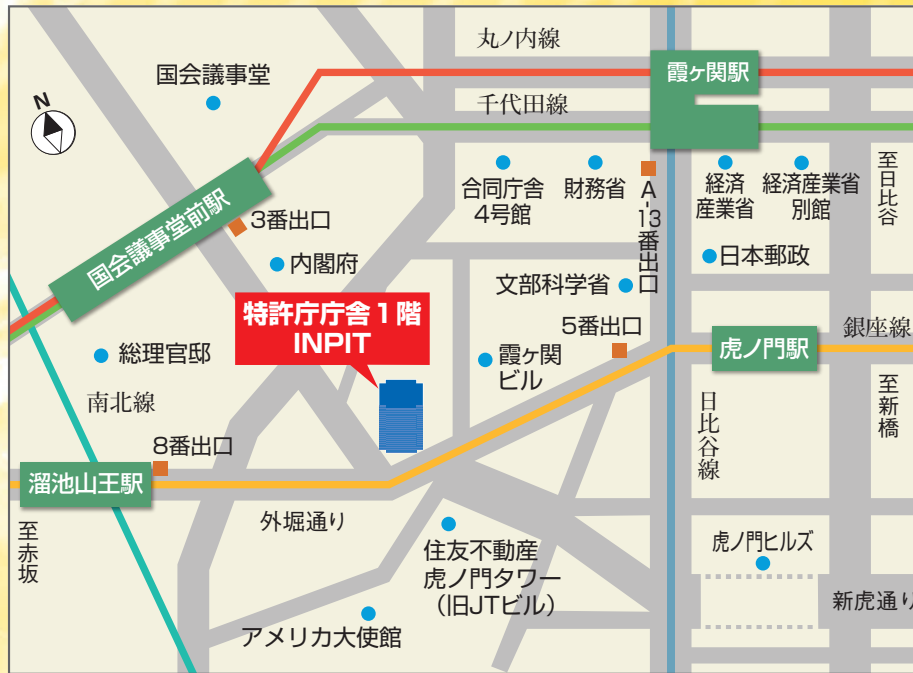 丸ノ内線
霞ヶ関駅
国会議事堂
千代田線
N
合同庁舎
4号館
財務省
A-13番出口
経済
産業省
経済産業省
別館
至日比谷
国会議事堂前駅
3番出口
内閣府
日本郵政
文部科学省
特許庁庁舎1階
INPIT
5番出口
銀座線
虎ノ門駅
総理官邸
霞ヶ関
ビル
至新橋
南北線
日比谷線
8番出口
溜池山王駅
外堀通り
至赤坂
住友不動産
虎ノ門タワー
(旧JTビル)
虎ノ門ヒルズ
新虎通り
アメリカ大使館